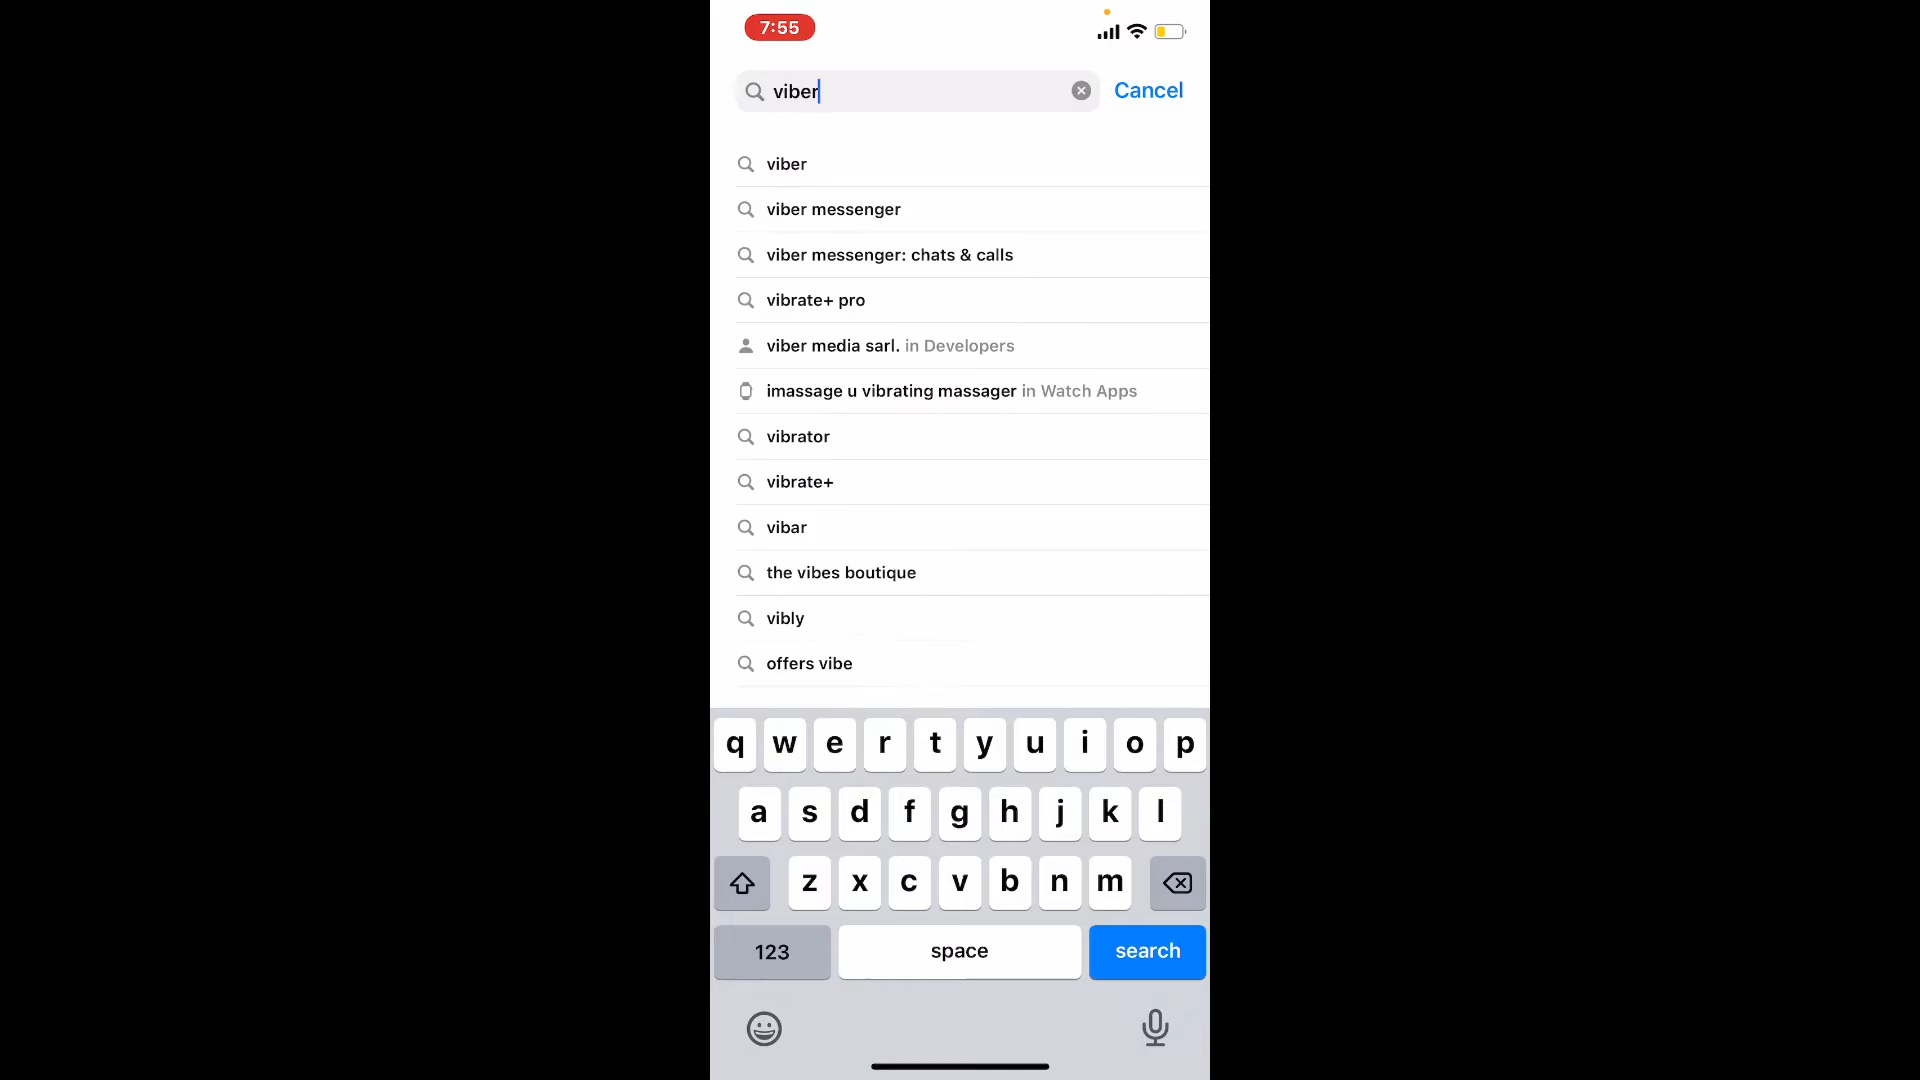 7:55
viber
Cancel
viber
viber messenger
viber messenger: chats & calls
vibrate+ pro
viber media sarl. in Developers
imassage u vibrating massager in Watch Apps
vibrator
vibrate+
vibar
the vibes boutique
vibly
offers vibe
q w e r t y u i o p
a s d f g h j k l
z x c v b n m
123 space search